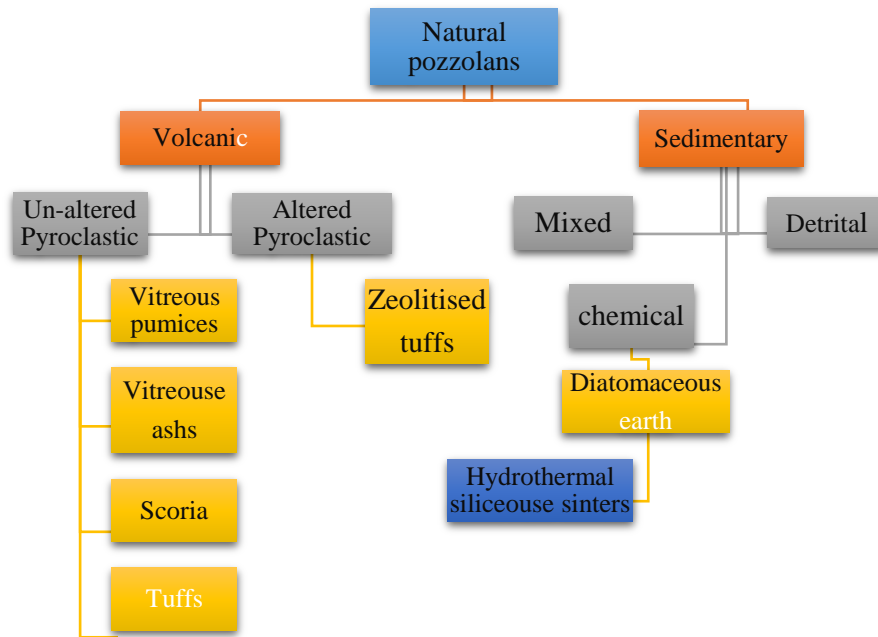 Natural
pozzolans
Volcanic
Sedimentary
Un-altered
Pyroclastic
Altered
Pyroclastic
Mixed
Detrital
Vitreous
pumices
Zeolitised
tuffs
chemical
Vitreouse
ashs
Diatomaceous
earth
Hydrothermal
siliceouse sinters
Scoria
Tuffs